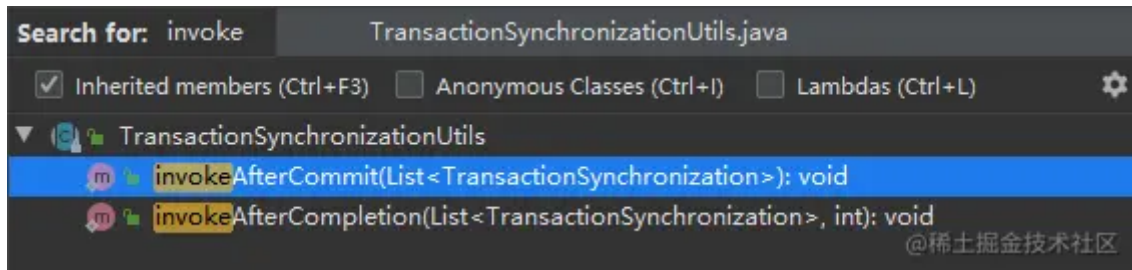 Search for: invoke TransactionSynchronizationUtils.java
Inherited members (Ctrl+F3) Anonymous Classes (Ctrl+I) Lambdas (Ctrl+L)
TransactionSynchronizationUtils
invokeAfterCommit(List<TransactionSynchronization>): void
invokeAfterCompletion(List<TransactionSynchronization>, int): void
@稀土掘金技术社区